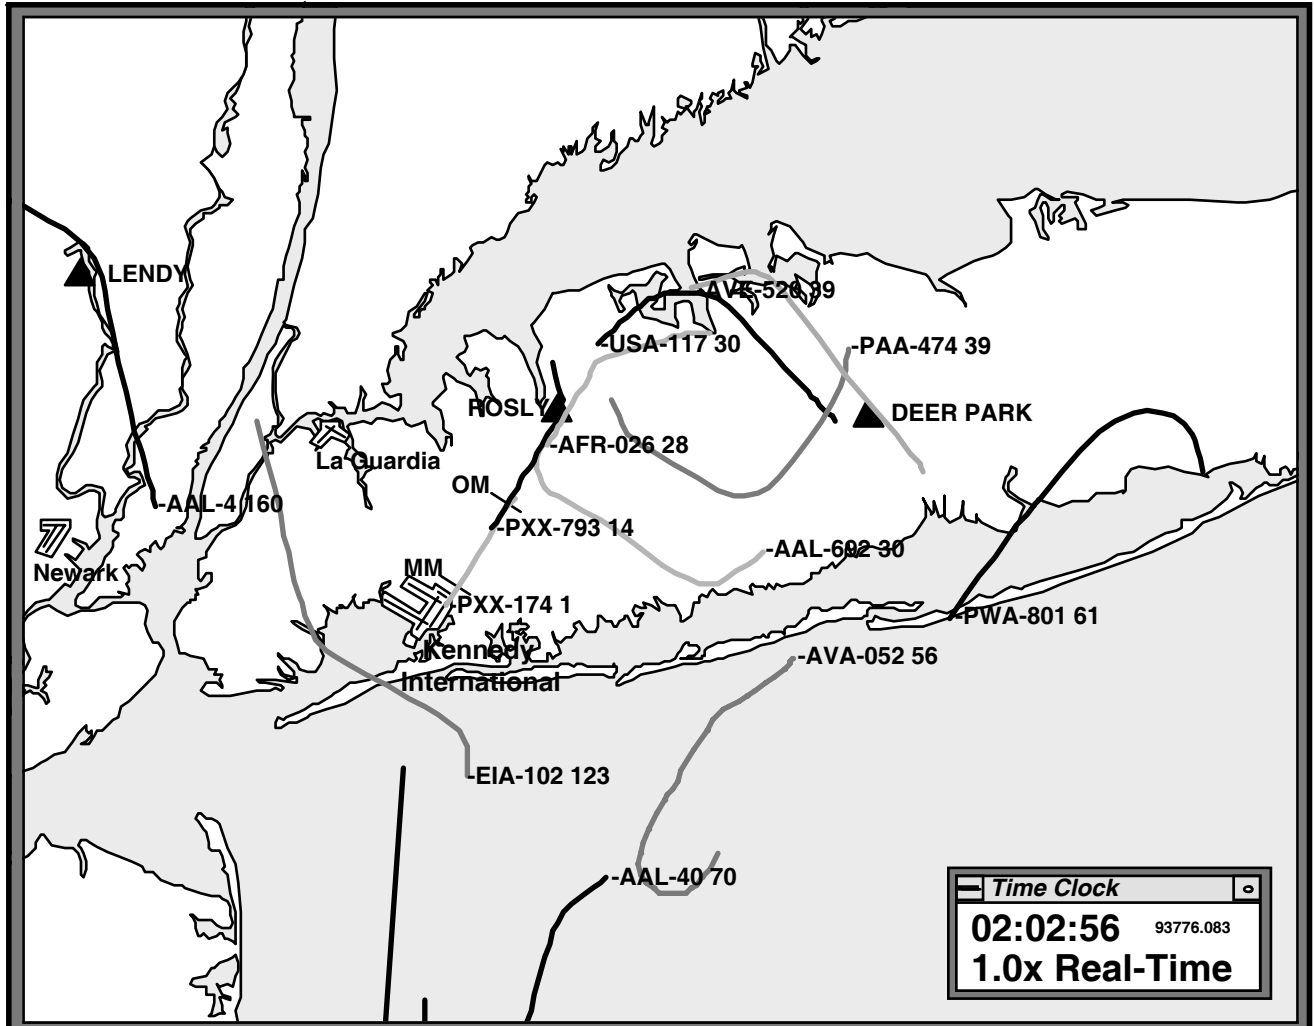 LENDY
-AVE-520 39
-USA-117 30
-PAA-474 39
ROSLY
DEER PARK
-AFR-026 28
La Guardia
OM
-AAL-4 160
-PXX-793 14
-AAL-692 30
Newark
MM
-PXX-174 1
-PWA-801 61
Kennedy
International
-AVA-052 56
-EIA-102 123
-AAL-40 70
Time Clock
02:02:56 93776.083
1.0x Real-Time